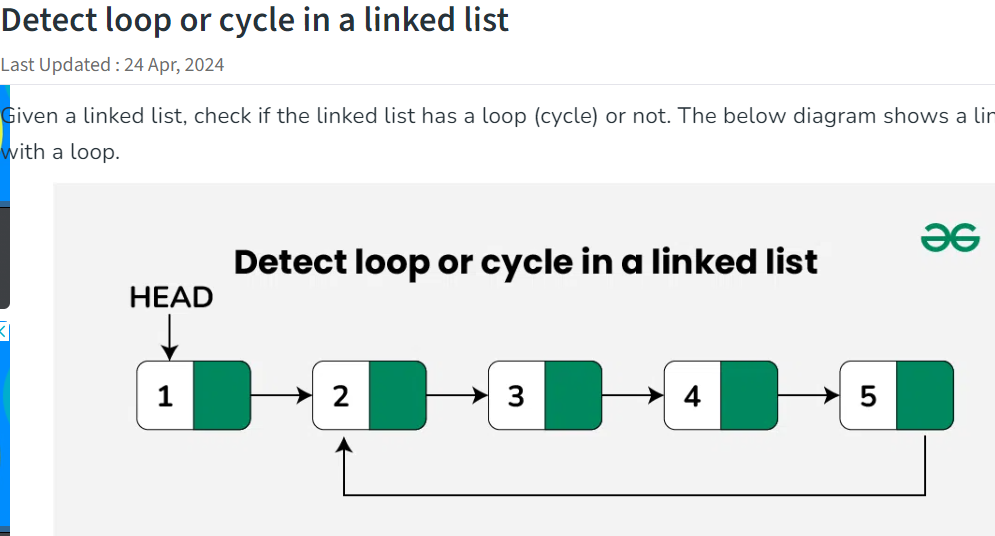 Detect loop or cycle in a linked list
Last Updated : 24 Apr, 2024
Given a linked list, check if the linked list has a loop (cycle) or not. The below diagram shows a
with a loop.
Detect loop or cycle in a linked list
HEAD
1 2 3 4 5